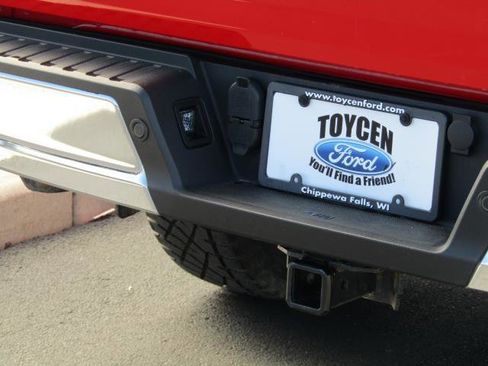 www.toycenford.com
TOYCEN
Ford
You'll Find a Friend!
Chippewa Falls, WI